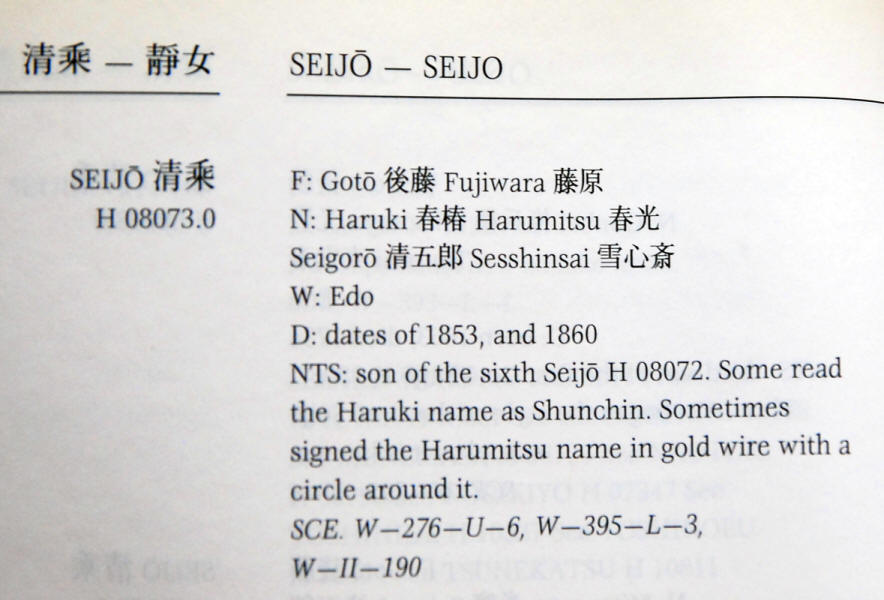 清乘 — 靜女 SEIJŌ — SEIJO
SEIJŌ 清乘 F: Gotō 後藤 Fujiwara 藤原
H 08073.0 N: Haruki 春椿 Harumitsu 春光
Seigorō 清五郎 Sesshinsai 雪心斎
W: Edo
D: dates of 1853, and 1860
NTS: son of the sixth Seijō H 08072. Some read
the Haruki name as Shunchin. Sometimes
signed the Harumitsu name in gold wire with a
circle around it.
SCE. W—276—U—6, W—395—L—3,
W—II—190